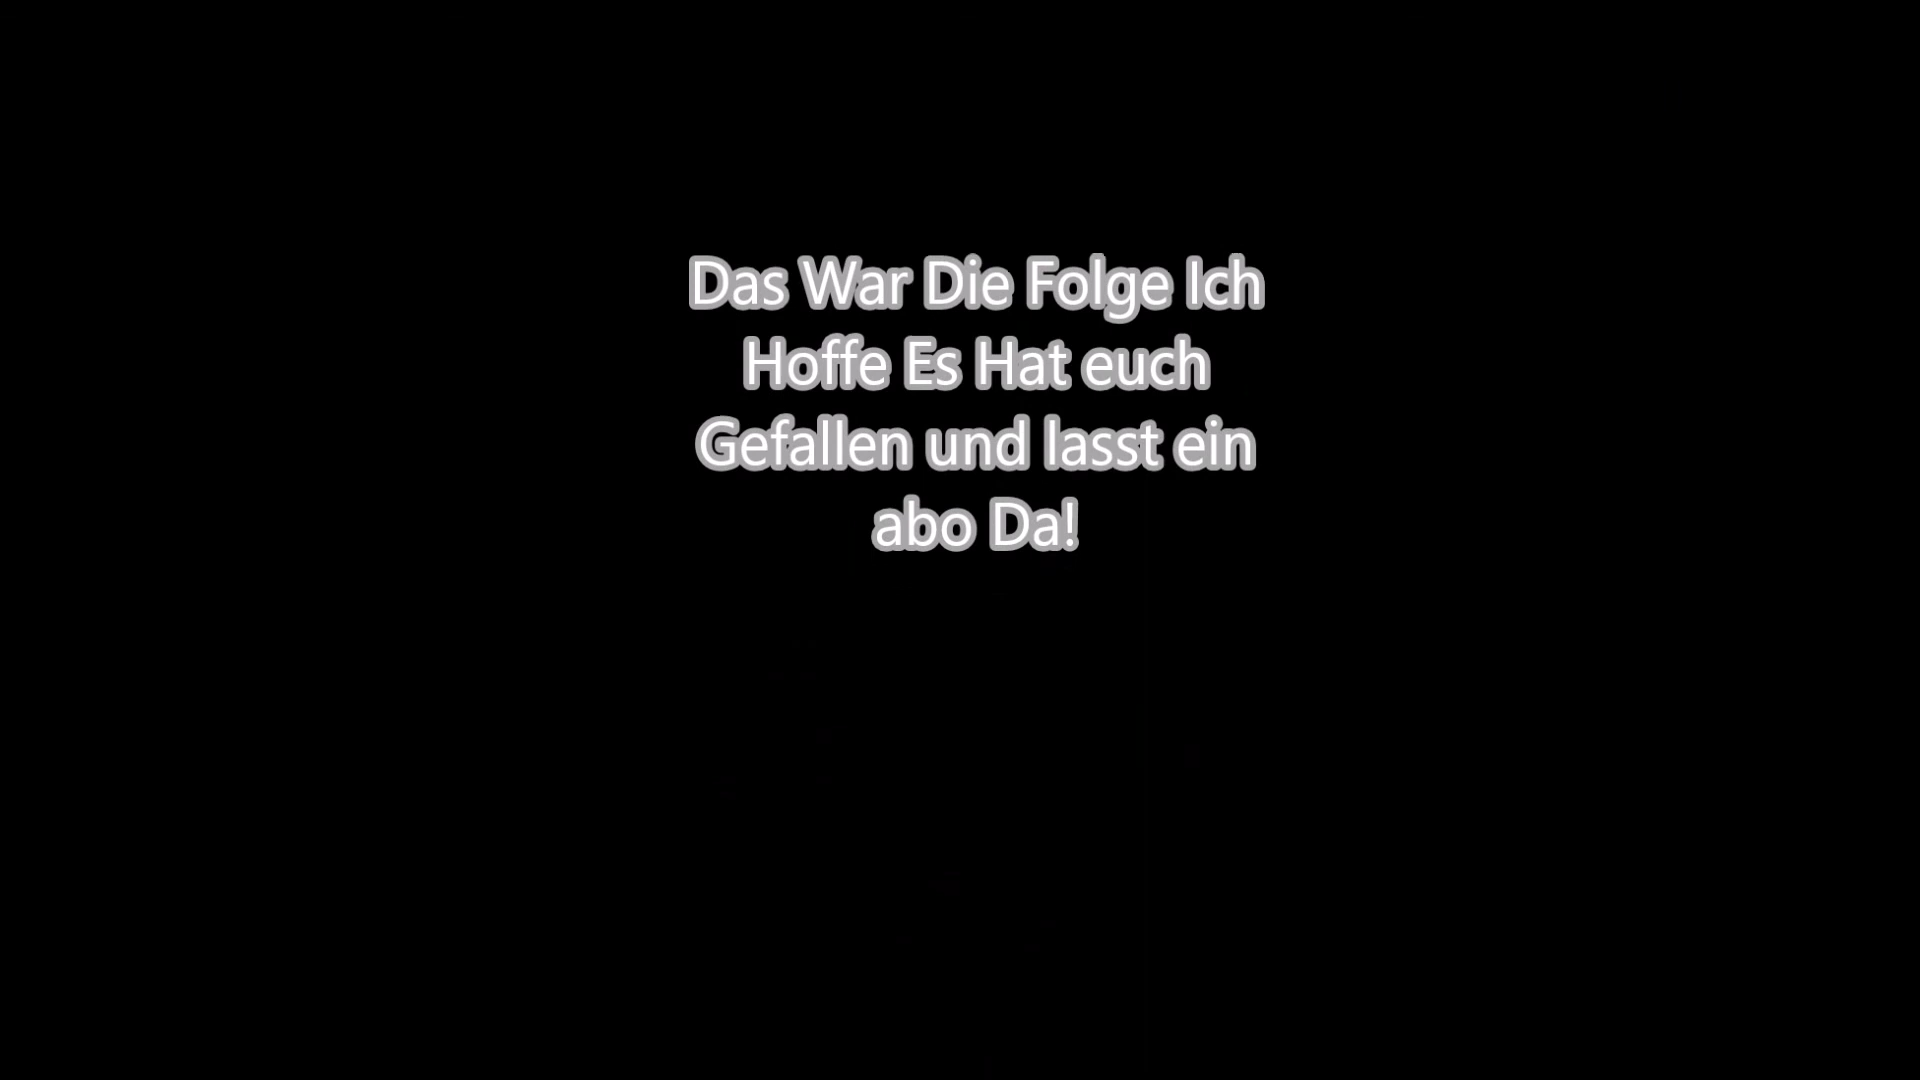 Das War Die Folge Ich
Hoffe Es Hat euch
Gefallen und lasst ein
abo Da!